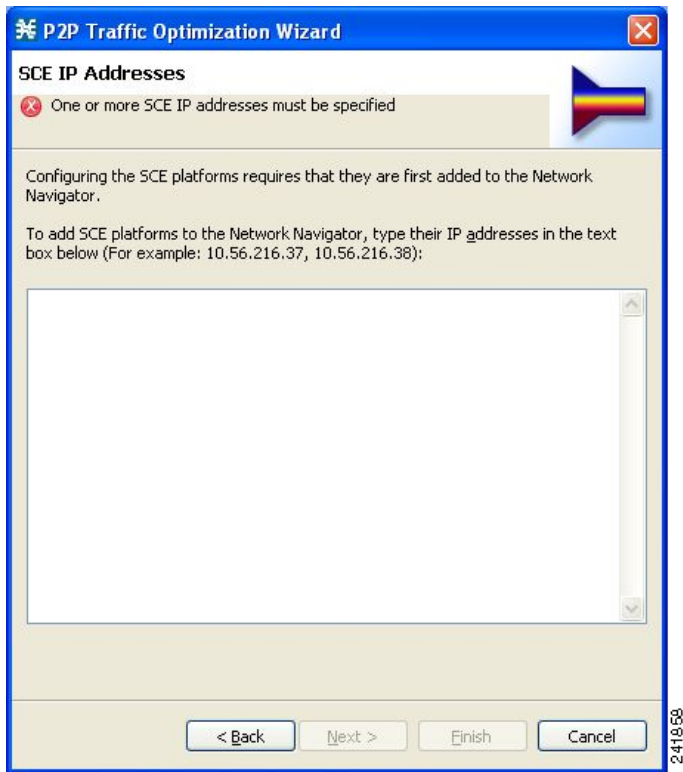 P2P Traffic Optimization Wizard
SCE IP Addresses
One or more SCE IP addresses must be specified
Configuring the SCE platforms requires that they are first added to the Network
Navigator.
To add SCE platforms to the Network Navigator, type their IP addresses in the text
box below (For example: 10.56.216.37, 10.56.216.38):
< Back
Next >
Finish
Cancel
241858